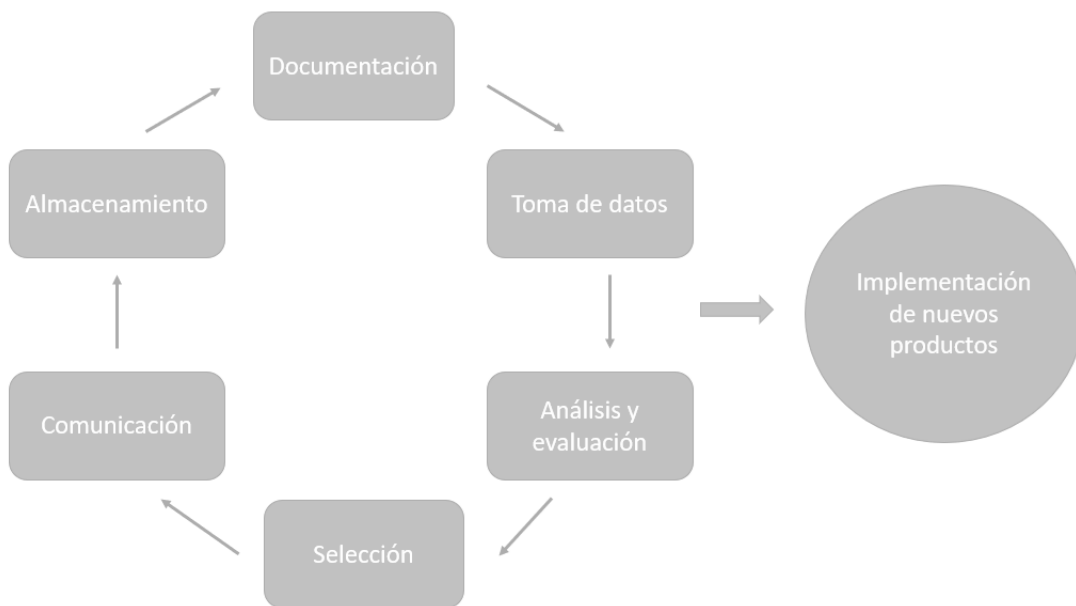 Documentación
Almacenamiento
Toma de datos
Implementación
de nuevos
productos
Comunicación
Análisis y
evaluación
Selección